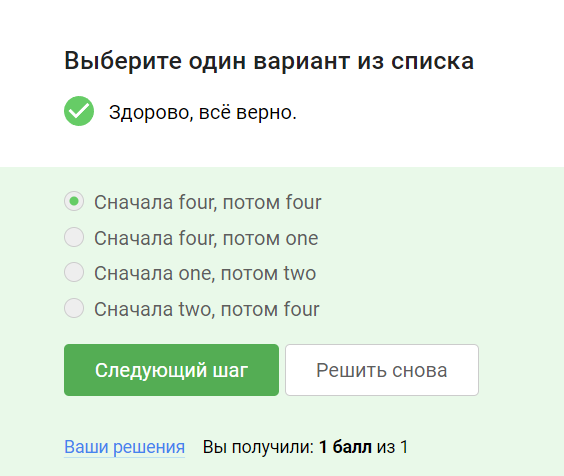 Выберите один вариант из списка
Здорово, всё верно.
Сначала four, потом four
Сначала four, потом one
Сначала one, потом two
Сначала two, потом four
Следующий шаг
Решить снова
Ваши решения Вы получили: 1 балл из 1